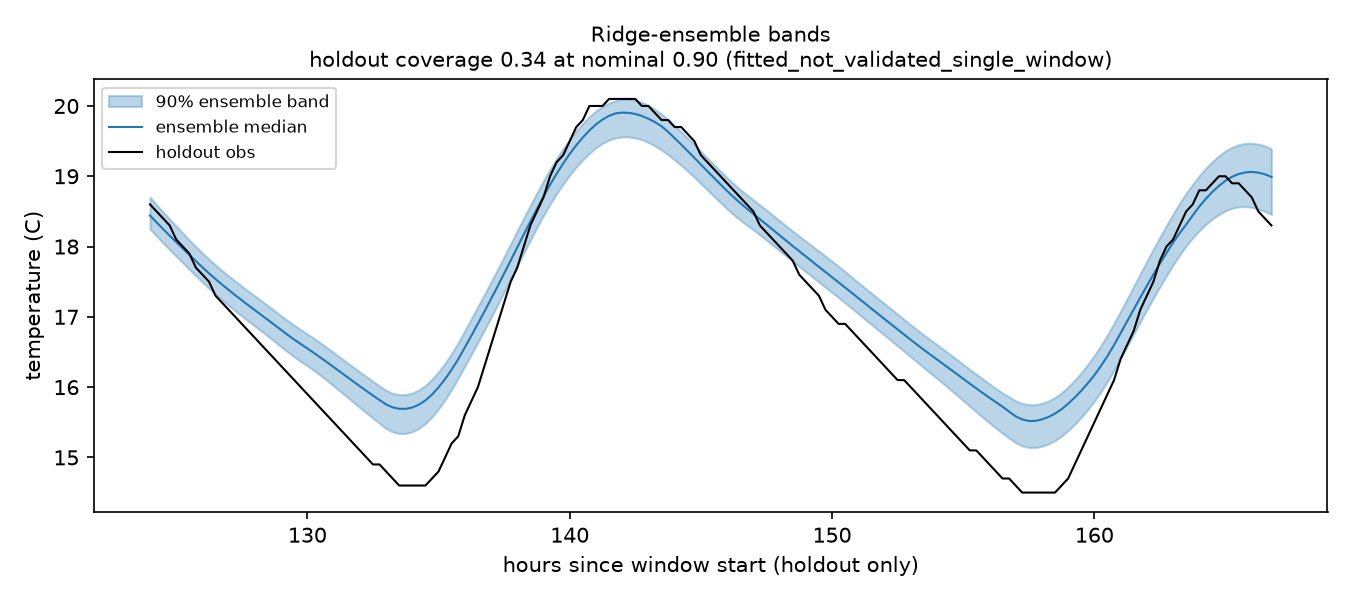 Ridge-ensemble bands
holdout coverage 0.34 at nominal 0.90 (fitted_not_validated_single_window)
90% ensemble band
ensemble median
holdout obs
temperature (C)
20
19
18
17
16
15
130 140 150 160
hours since window start (holdout only)